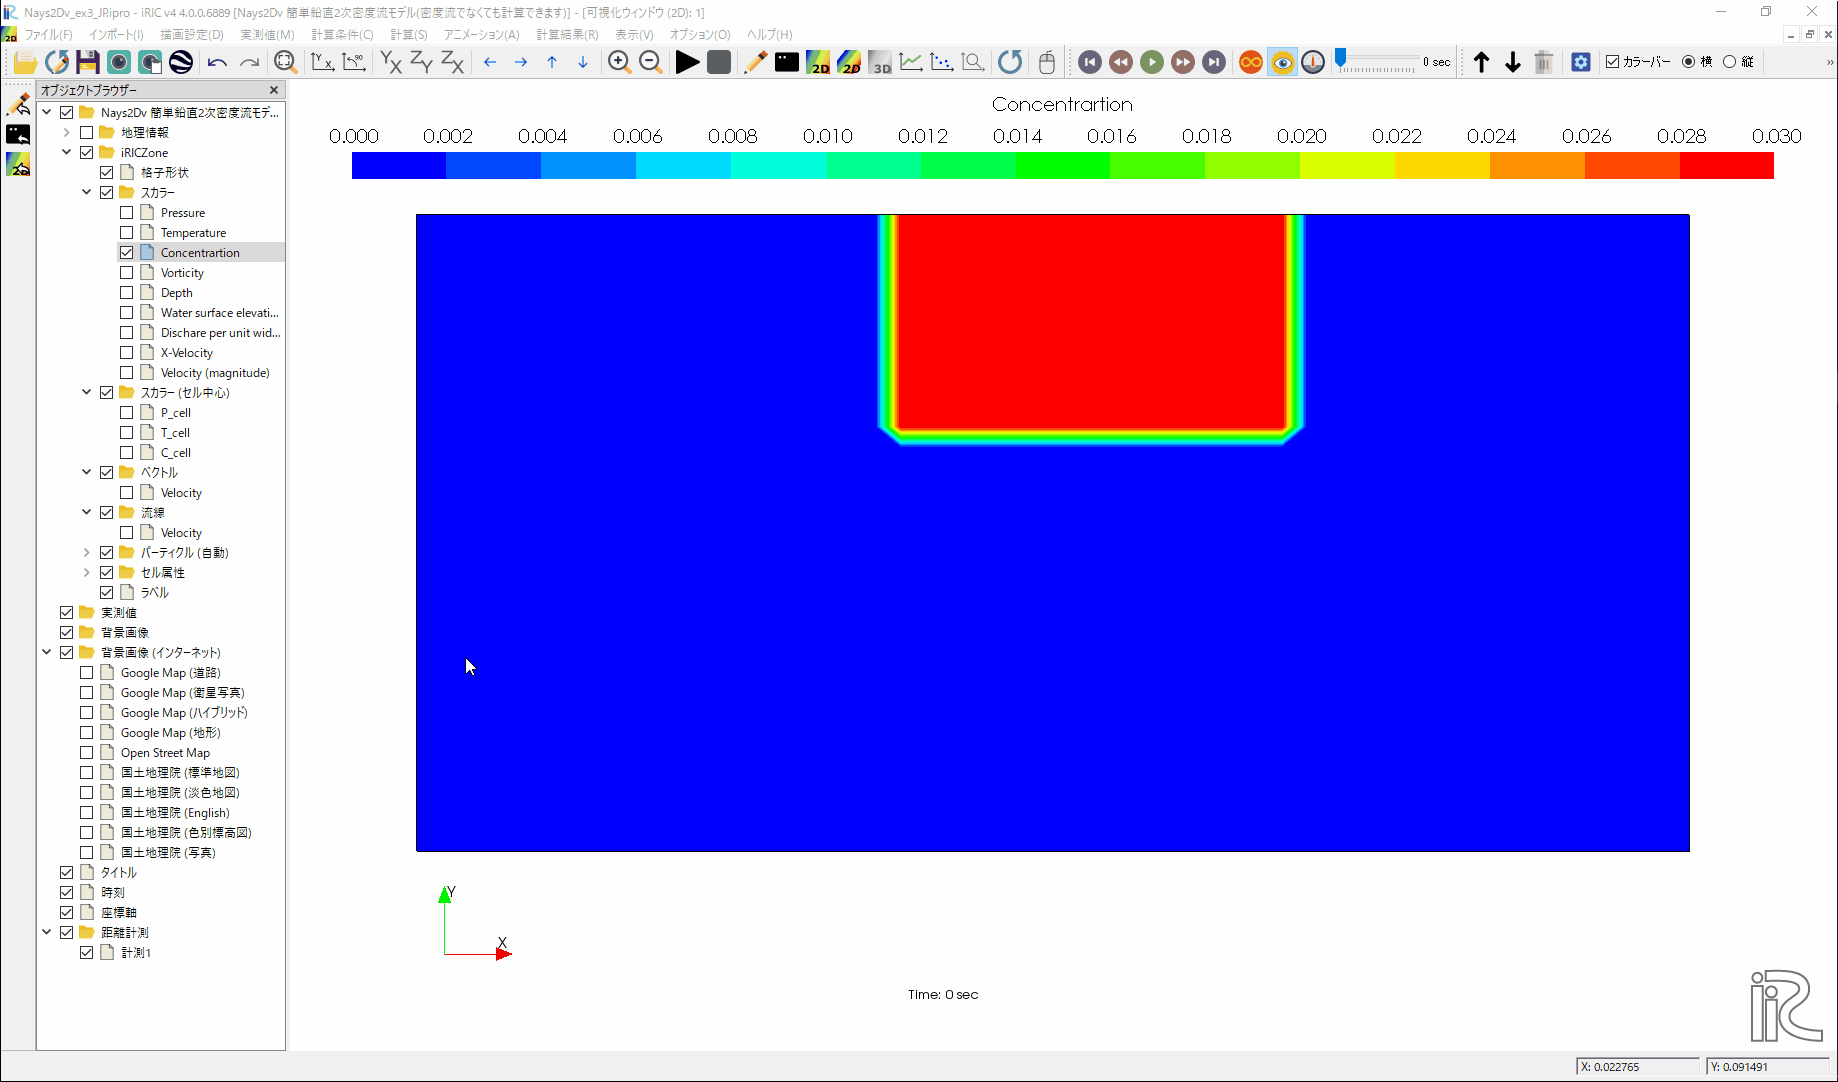 Nays2Dv_ex3_JP.ipro - iRIC v4 4.0.0.6889 [Nays2Dv 簡単鉛直2次密度流モデル(密度流でなくても計算できます)] - [可視化ウィンドウ (2D): 1]
ファイル(F) インポート(I) 描画設定(D) 実測値(M) 計算条件(C) 計算(S) アニメーション(A) 計算結果(R) 表示(V) オプション(O) ヘルプ(H)
0 sec カラーバー 横 縦
オブジェクトブラウザー
Nays2Dv 簡単鉛直2次密度流モデ...
地理情報
iRICZone
格子形状
スカラー
Pressure
Temperature
Concentrartion
Vorticity
Depth
Water surface elevati...
Dischare per unit wid...
X-Velocity
Velocity (magnitude)
スカラー (セル中心)
P_cell
T_cell
C_cell
ベクトル
Velocity
流線
Velocity
パーティクル (自動)
セル属性
ラベル
実測値
背景画像
背景画像 (インターネット)
Google Map (道路)
Google Map (衛星写真)
Google Map (ハイブリッド)
Google Map (地形)
Open Street Map
国土地理院 (標準地図)
国土地理院 (淡色地図)
国土地理院 (English)
国土地理院 (色別標高図)
国土地理院 (写真)
タイトル
時刻
座標軸
距離計測
計測1
Concentrartion
0.000 0.002 0.004 0.006 0.008 0.010 0.012 0.014 0.016 0.018 0.020 0.022 0.024 0.026 0.028 0.030
Y
X
Time: 0 sec
iRiC
X: 0.022765 Y: 0.091491